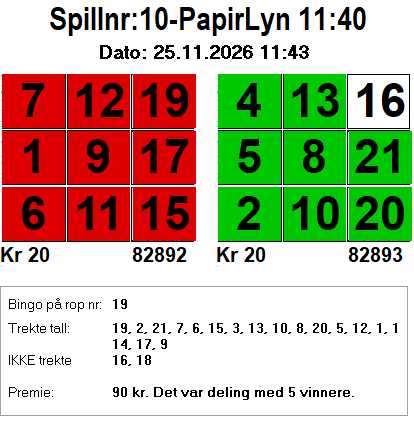 Spillnr:10-PapirLyn 11:40
Dato: 25.11.2026 11:43
7 12 19 4 13 16
1 9 17 5 8 21
6 11 15 2 10 20
Kr 20 82892 Kr 20 82893
Bingo på rop nr: 19
Trekte tall: 19, 2, 21, 7, 6, 15, 3, 13, 10, 8, 20, 5, 12, 1, 1
14, 17, 9
IKKE trekte 16, 18
Premie: 90 kr. Det var deling med 5 vinnere.